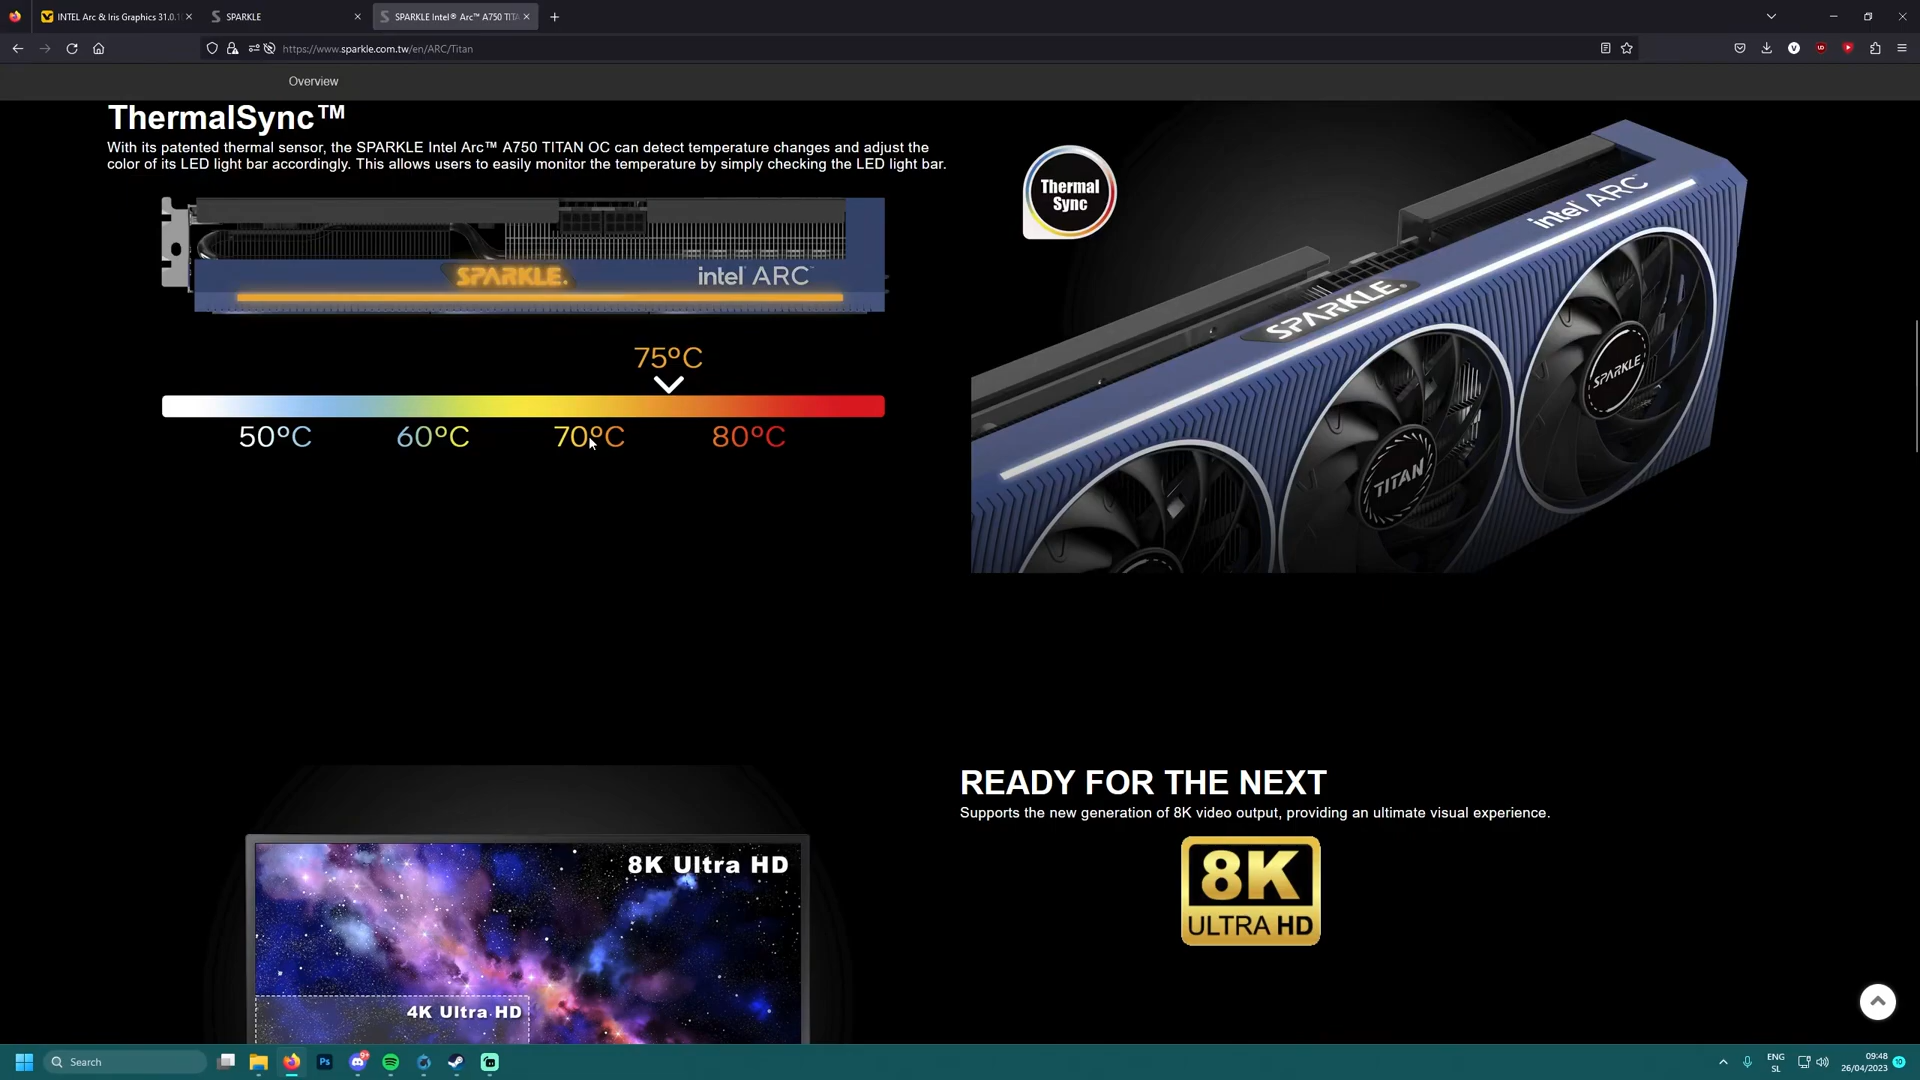 INTEL Arc & Iris Graphics 31.0.1
SPARKLE
SPARKLE Intel® Arc™ A750 TITA
https://www.sparkle.com.tw/en/ARC/Titan
Overview
ThermalSync™
With its patented thermal sensor, the SPARKLE Intel Arc™ A750 TITAN OC can detect temperature changes and adjust the
color of its LED light bar accordingly. This allows users to easily monitor the temperature by simply checking the LED light bar.
SPARKLE.
intel ARC™
75°C
50°C
60°C
70°C
80°C
Thermal
Sync
intel ARC™
SPARKLE.
SPARKLE
TITAN
READY FOR THE NEXT
Supports the new generation of 8K video output, providing an ultimate visual experience.
8K
ULTRA HD
8K Ultra HD
4K Ultra HD
Search
Ps
ENG
SL
09:48
26/04/2023
10